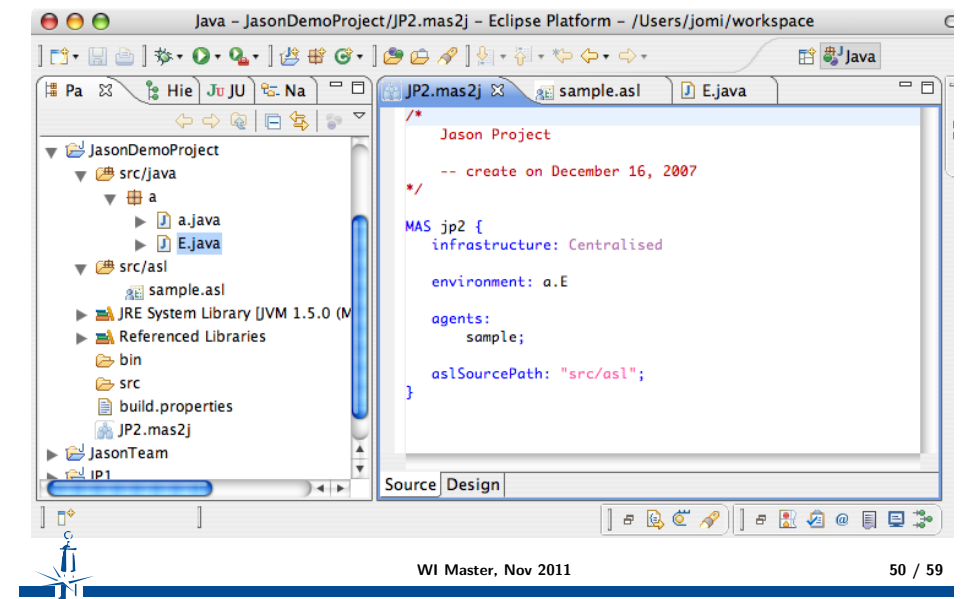 Java – JasonDemoProject/JP2.mas2j – Eclipse Platform – /Users/jomi/workspace
Java
Pa
Hie
JU
Na
JasonDemoProject
src/java
a
a.java
E.java
src/asl
sample.asl
JRE System Library [JVM 1.5.0 (M
Referenced Libraries
bin
src
build.properties
JP2.mas2j
JasonTeam
JP1
JP2.mas2j
sample.asl
E.java
/*
Jason Project
-- create on December 16, 2007
*/
MAS jp2 {
infrastructure: Centralised
environment: a.E
agents:
sample;
aslSourcePath: "src/asl";
}
Source
Design
WI Master, Nov 2011
50 / 59